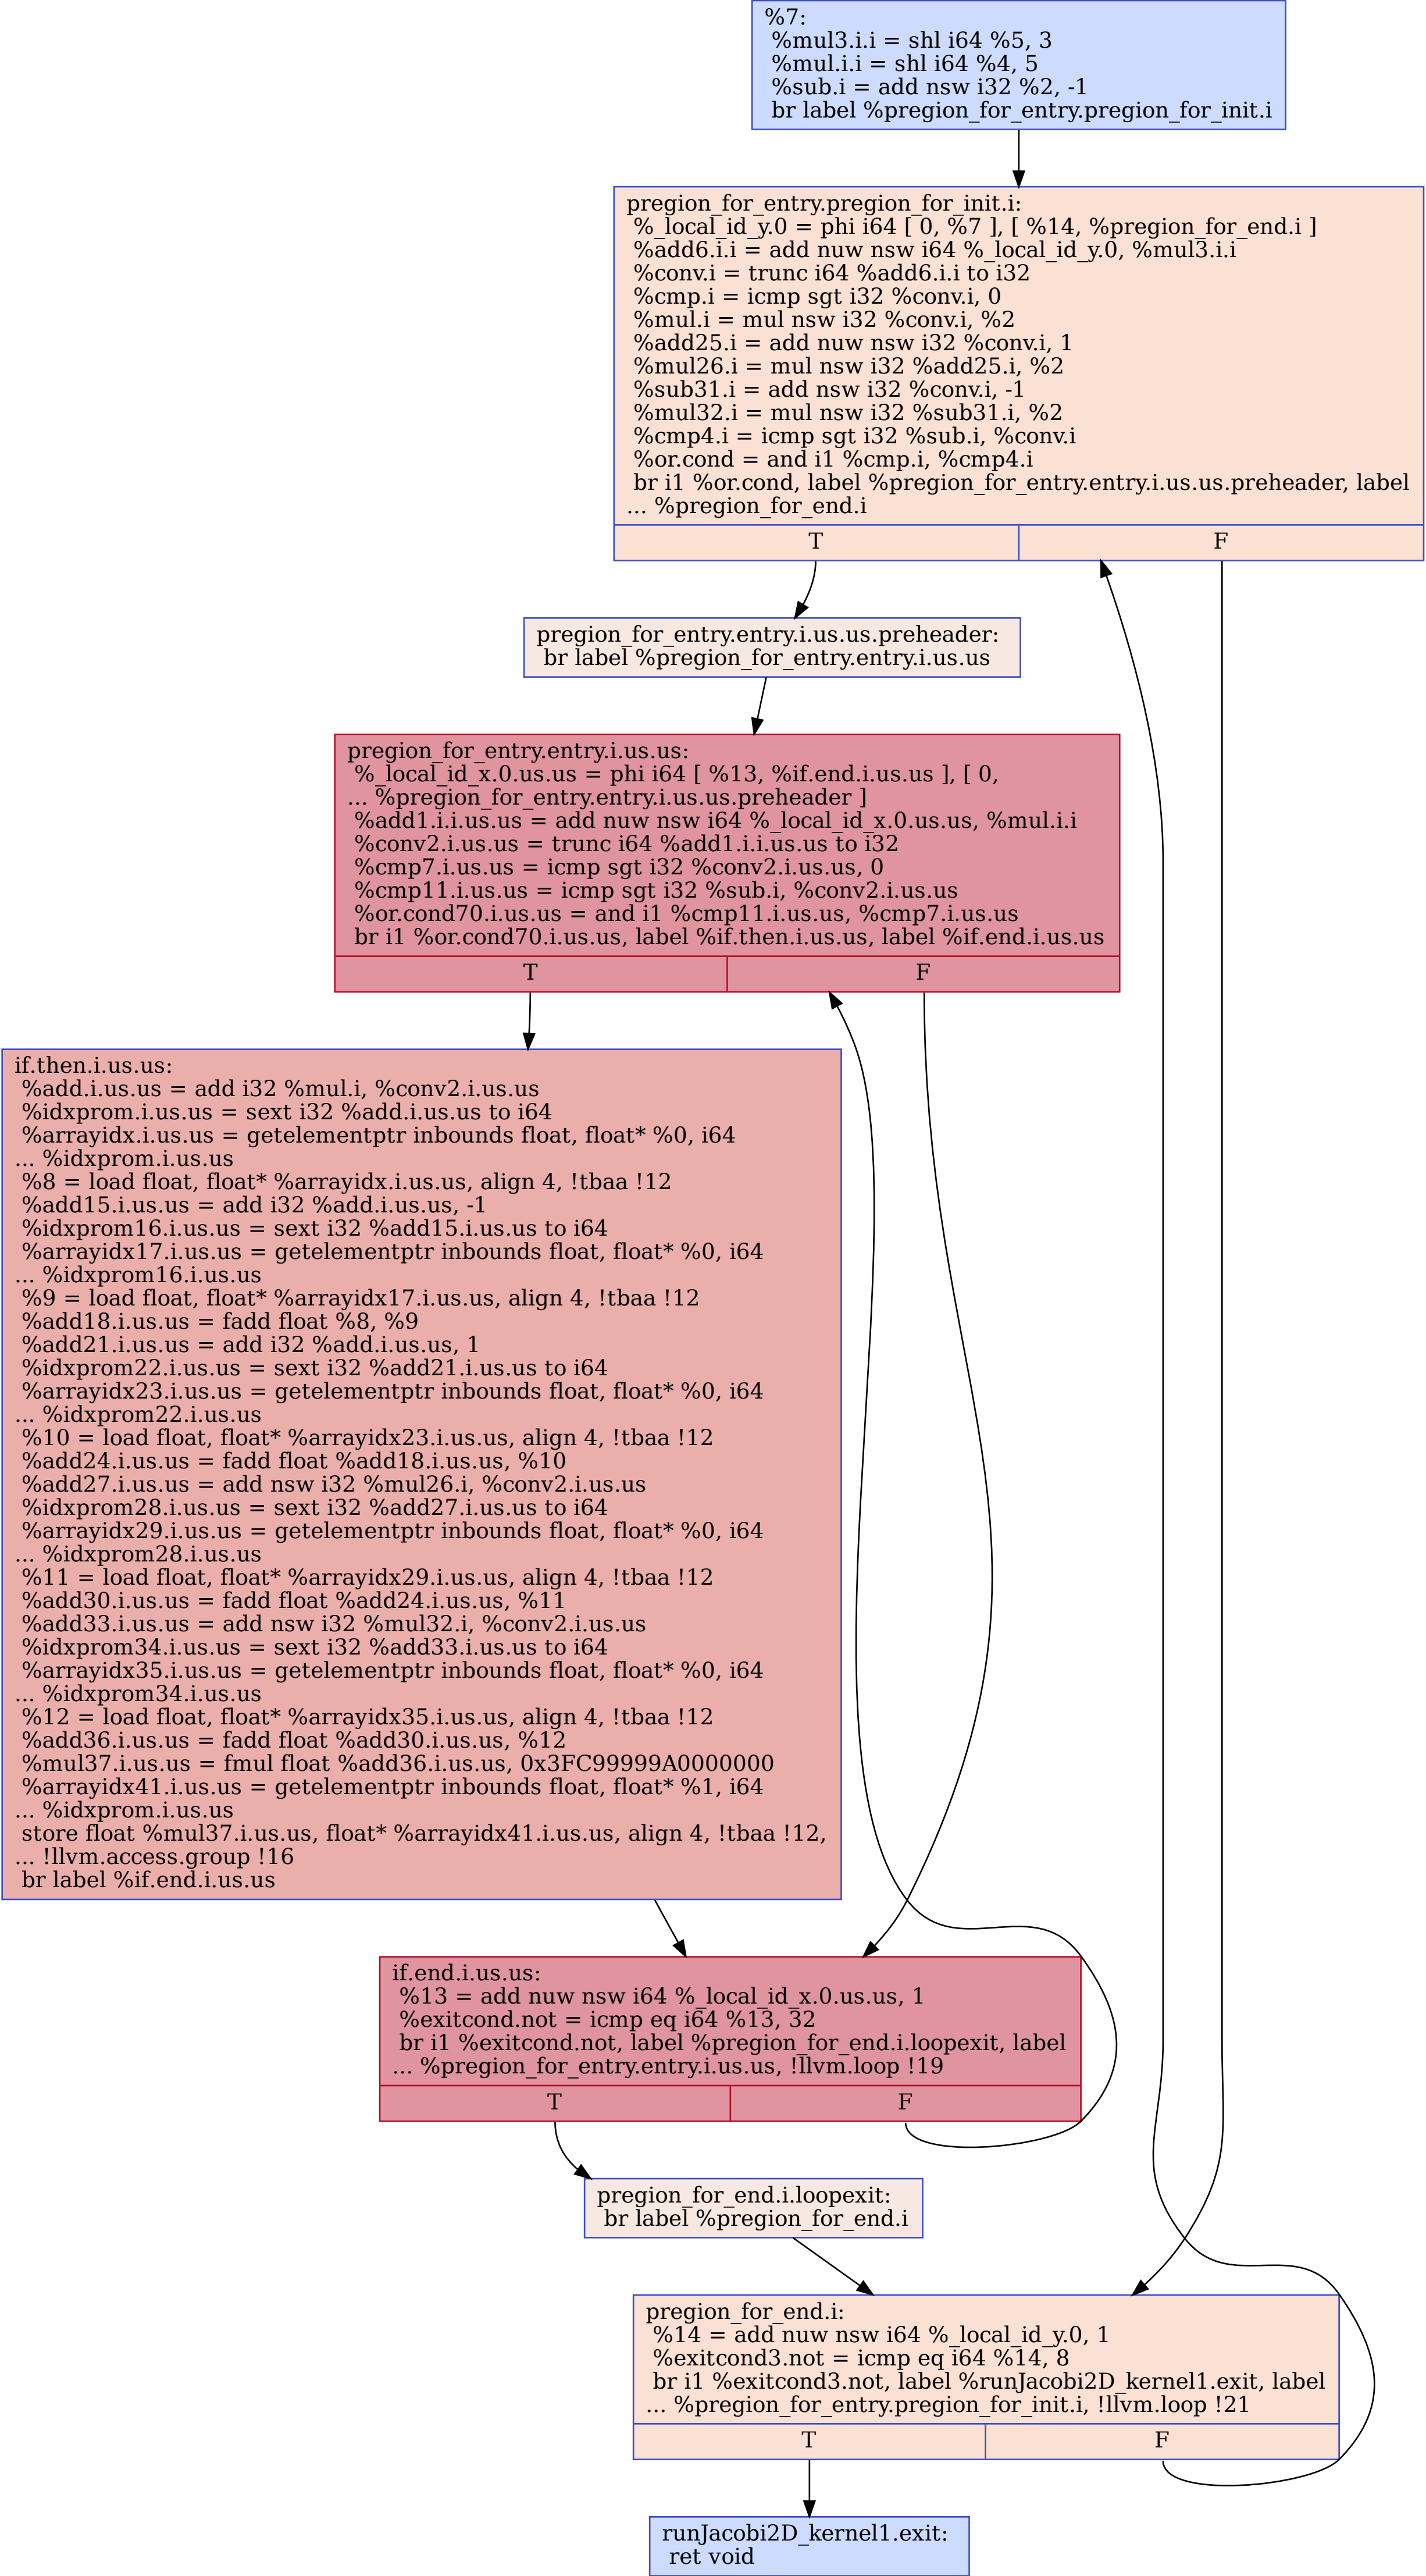 %7:
%mul3.i.i = shl i64 %5, 3
%mul.i.i = shl i64 %4, 5
%sub.i = add nsw i32 %2, -1
br label %pregion_for_entry.pregion_for_init.i
pregion_for_entry.pregion_for_init.i:
%_local_id_y.0 = phi i64 [ 0, %7 ], [ %14, %pregion_for_end.i ]
%add6.i.i = add nuw nsw i64 %_local_id_y.0, %mul3.i.i
%conv.i = trunc i64 %add6.i.i to i32
%cmp.i = icmp sgt i32 %conv.i, 0
%mul.i = mul nsw i32 %conv.i, %2
%add25.i = add nuw nsw i32 %conv.i, 1
%mul26.i = mul nsw i32 %add25.i, %2
%sub31.i = add nsw i32 %conv.i, -1
%mul32.i = mul nsw i32 %sub31.i, %2
%cmp4.i = icmp sgt i32 %sub.i, %conv.i
%or.cond = and i1 %cmp.i, %cmp4.i
br i1 %or.cond, label %pregion_for_entry.entry.i.us.us.preheader, label
... %pregion_for_end.i
T F
pregion_for_entry.entry.i.us.us.preheader:
br label %pregion_for_entry.entry.i.us.us
pregion_for_entry.entry.i.us.us:
%_local_id_x.0.us.us = phi i64 [ %13, %if.end.i.us.us ], [ 0,
... %pregion_for_entry.entry.i.us.us.preheader ]
%add1.i.i.us.us = add nuw nsw i64 %_local_id_x.0.us.us, %mul.i.i
%conv2.i.us.us = trunc i64 %add1.i.i.us.us to i32
%cmp7.i.us.us = icmp sgt i32 %conv2.i.us.us, 0
%cmp11.i.us.us = icmp sgt i32 %sub.i, %conv2.i.us.us
%or.cond70.i.us.us = and i1 %cmp11.i.us.us, %cmp7.i.us.us
br i1 %or.cond70.i.us.us, label %if.then.i.us.us, label %if.end.i.us.us
T F
if.then.i.us.us:
%add.i.us.us = add i32 %mul.i, %conv2.i.us.us
%idxprom.i.us.us = sext i32 %add.i.us.us to i64
%arrayidx.i.us.us = getelementptr inbounds float, float* %0, i64
... %idxprom.i.us.us
%8 = load float, float* %arrayidx.i.us.us, align 4, !tbaa !12
%add15.i.us.us = add i32 %add.i.us.us, -1
%idxprom16.i.us.us = sext i32 %add15.i.us.us to i64
%arrayidx17.i.us.us = getelementptr inbounds float, float* %0, i64
... %idxprom16.i.us.us
%9 = load float, float* %arrayidx17.i.us.us, align 4, !tbaa !12
%add18.i.us.us = fadd float %8, %9
%add21.i.us.us = add i32 %add.i.us.us, 1
%idxprom22.i.us.us = sext i32 %add21.i.us.us to i64
%arrayidx23.i.us.us = getelementptr inbounds float, float* %0, i64
... %idxprom22.i.us.us
%10 = load float, float* %arrayidx23.i.us.us, align 4, !tbaa !12
%add24.i.us.us = fadd float %add18.i.us.us, %10
%add27.i.us.us = add nsw i32 %mul26.i, %conv2.i.us.us
%idxprom28.i.us.us = sext i32 %add27.i.us.us to i64
%arrayidx29.i.us.us = getelementptr inbounds float, float* %0, i64
... %idxprom28.i.us.us
%11 = load float, float* %arrayidx29.i.us.us, align 4, !tbaa !12
%add30.i.us.us = fadd float %add24.i.us.us, %11
%add33.i.us.us = add nsw i32 %mul32.i, %conv2.i.us.us
%idxprom34.i.us.us = sext i32 %add33.i.us.us to i64
%arrayidx35.i.us.us = getelementptr inbounds float, float* %0, i64
... %idxprom34.i.us.us
%12 = load float, float* %arrayidx35.i.us.us, align 4, !tbaa !12
%add36.i.us.us = fadd float %add30.i.us.us, %12
%mul37.i.us.us = fmul float %add36.i.us.us, 0x3FC99999A0000000
%arrayidx41.i.us.us = getelementptr inbounds float, float* %1, i64
... %idxprom.i.us.us
store float %mul37.i.us.us, float* %arrayidx41.i.us.us, align 4, !tbaa !12,
... !llvm.access.group !16
br label %if.end.i.us.us
if.end.i.us.us:
%13 = add nuw nsw i64 %_local_id_x.0.us.us, 1
%exitcond.not = icmp eq i64 %13, 32
br i1 %exitcond.not, label %pregion_for_end.i.loopexit, label
... %pregion_for_entry.entry.i.us.us, !llvm.loop !19
T F
pregion_for_end.i.loopexit:
br label %pregion_for_end.i
pregion_for_end.i:
%14 = add nuw nsw i64 %_local_id_y.0, 1
%exitcond3.not = icmp eq i64 %14, 8
br i1 %exitcond3.not, label %runJacobi2D_kernel1.exit, label
... %pregion_for_entry.pregion_for_init.i, !llvm.loop !21
T F
runJacobi2D_kernel1.exit:
ret void